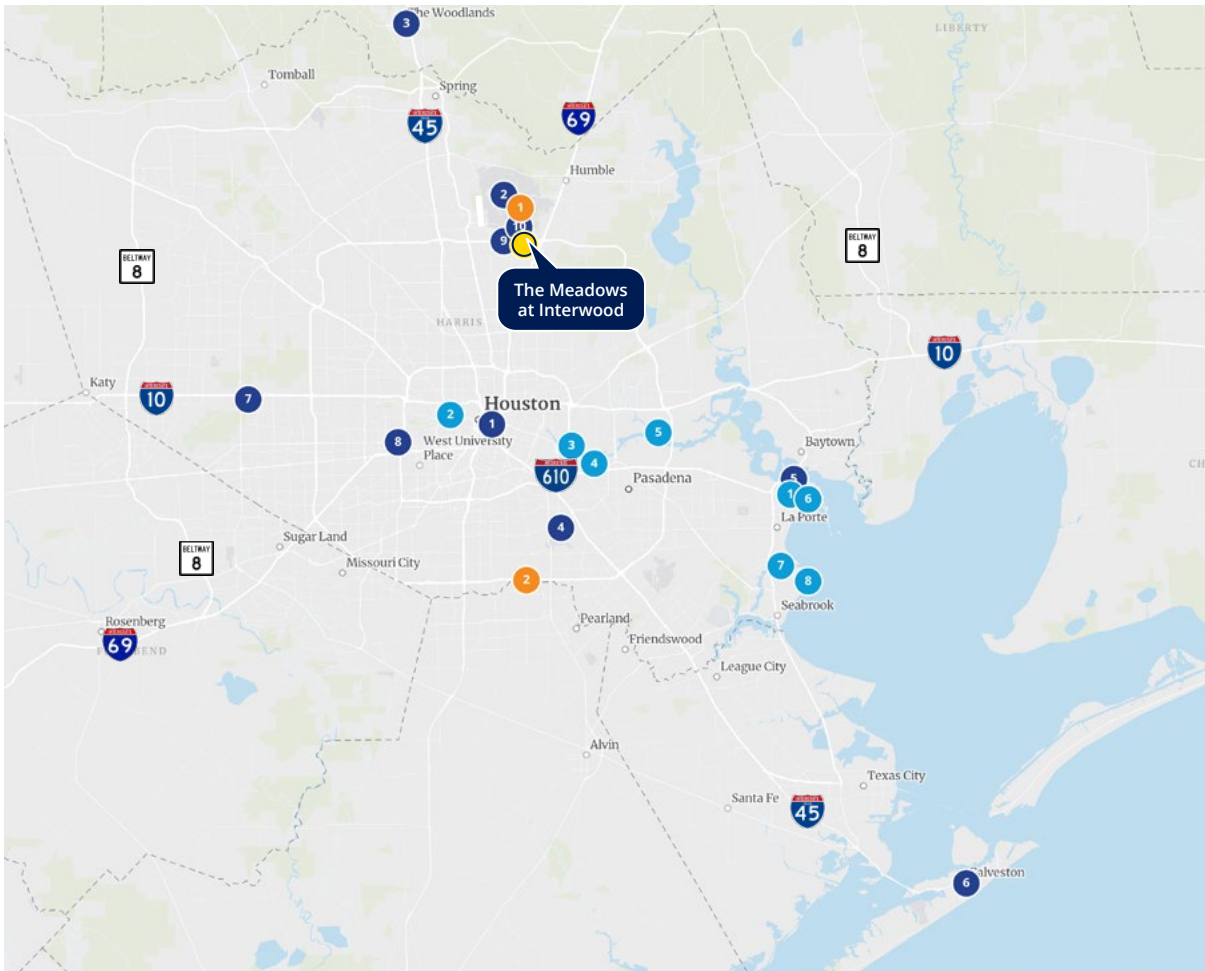 3
The Woodlands
LIBERTY
Tomball
Spring
45
69
Humble
2
1
10
9
BELTWAY
8
BELTWAY
8
The Meadows
at Interwood
HARRIS
10
Katy
10
7
2
Houston
1
8
West University
Place
3
5
Baytown
4
610
Pasadena
5
1
6
La Porte
4
Sugar Land
BELTWAY
8
Missouri City
2
7
8
Seabrook
Rosenberg
69
BEND
Pearland
Friendswood
League City
Alvin
Texas City
Santa Fe
45
6
Galveston